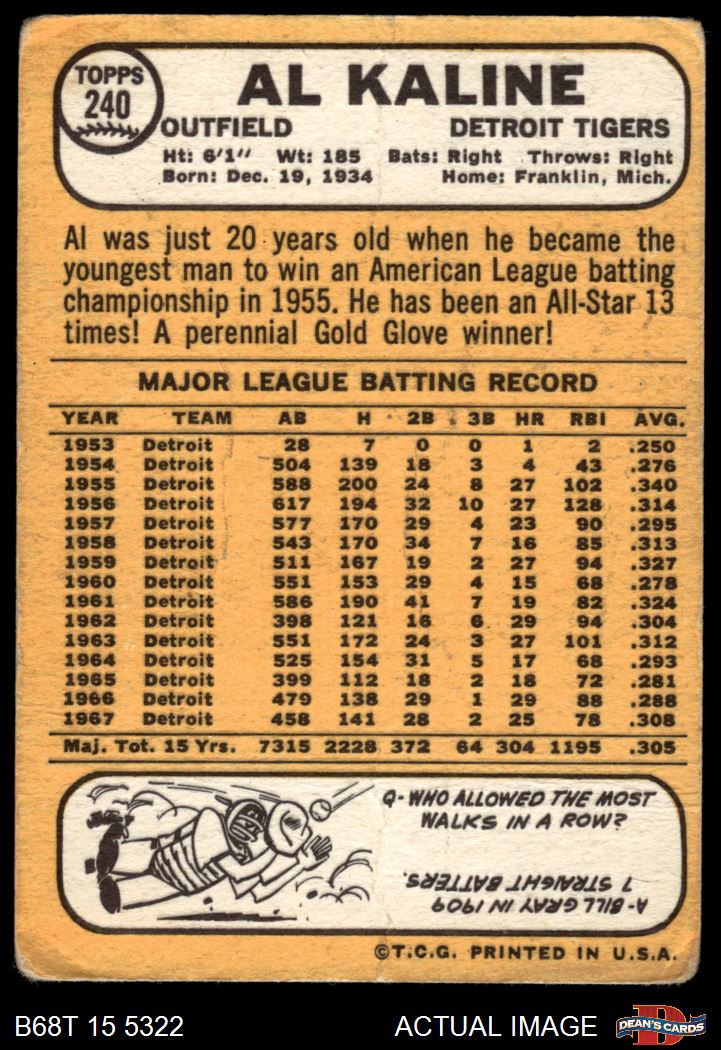 TOPPS
240
AL KALINE
OUTFIELD DETROIT TIGERS
Ht: 6'1" Wt: 185 Bats: Right Throws: Right
Born: Dec. 19, 1934 Home: Franklin, Mich.
Al was just 20 years old when he became the
youngest man to win an American League batting
championship in 1955. He has been an All-Star 13
times! A perennial Gold Glove winner!
MAJOR LEAGUE BATTING RECORD
YEAR TEAM AB H 2B 3B HR RBI AVG.
1953 Detroit 28 7 0 0 1 2 .250
1954 Detroit 504 139 18 3 4 43 .276
1955 Detroit 588 200 24 8 27 102 .340
1956 Detroit 617 194 32 10 27 128 .314
1957 Detroit 577 170 29 4 23 90 .295
1958 Detroit 543 170 34 7 16 85 .313
1959 Detroit 511 167 19 2 27 94 .327
1960 Detroit 551 153 29 4 15 68 .278
1961 Detroit 586 190 41 7 19 82 .324
1962 Detroit 398 121 16 6 29 94 .304
1963 Detroit 551 172 24 3 27 101 .312
1964 Detroit 525 154 31 5 17 68 .293
1965 Detroit 399 112 18 2 18 72 .281
1966 Detroit 479 138 29 1 29 88 .288
1967 Detroit 458 141 28 2 25 78 .308
Maj. Tot. 15 Yrs. 7315 2228 372 64 304 1195 .305
Q-WHO ALLOWED THE MOST
WALKS IN A ROW?
A-BILL GRAY IN 1909
7 STRAIGHT BATTERS.
©T.C.G. PRINTED IN U.S.A.
B68T 15 5322 ACTUAL IMAGE
D
DEAN'S CARDS